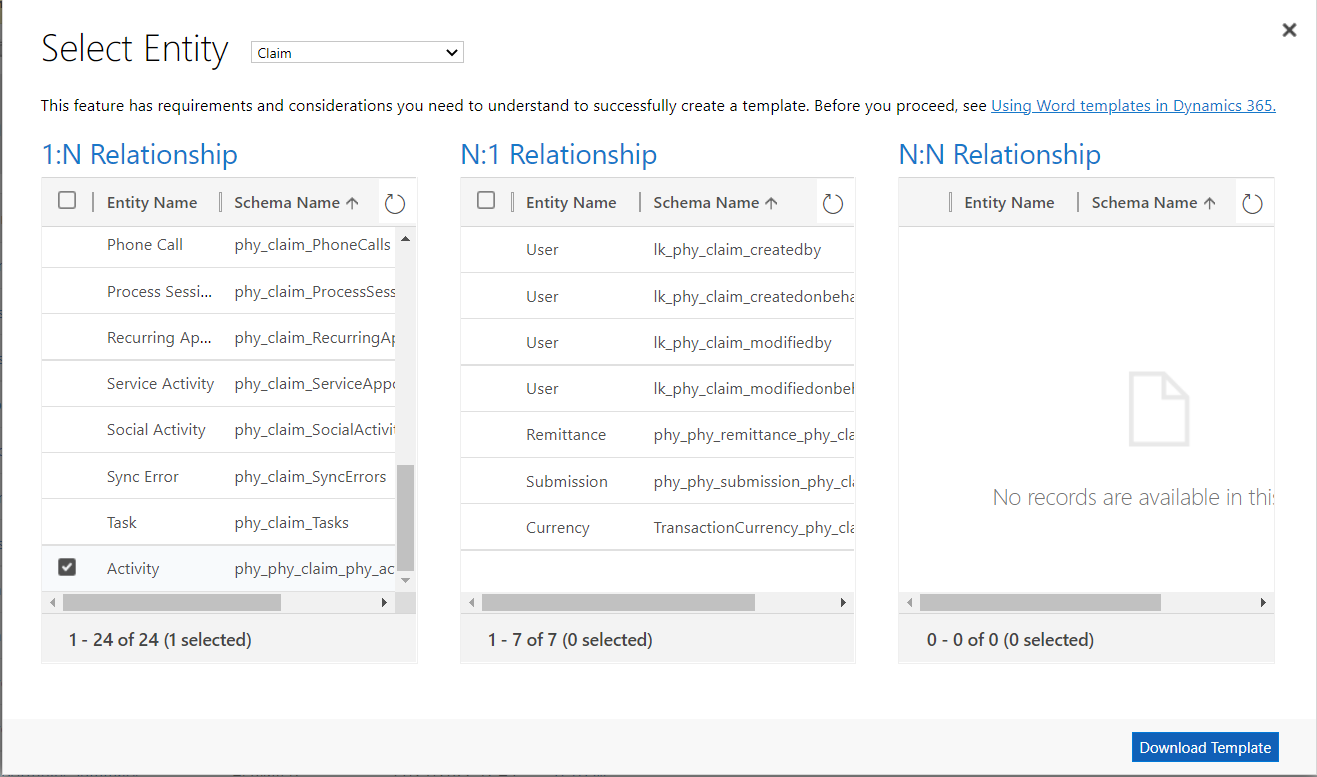 Select Entity Claim
This feature has requirements and considerations you need to understand to successfully create a template. Before you proceed, see Using Word templates in Dynamics 365.
1:N Relationship
Entity Name Schema Name
Phone Call phy_claim_PhoneCalls
Process Sessi... phy_claim_ProcessSess
Recurring Ap... phy_claim_RecurringAp
Service Activity phy_claim_ServiceAppo
Social Activity phy_claim_SocialActivit
Sync Error phy_claim_SyncErrors
Task phy_claim_Tasks
Activity phy_phy_claim_phy_ac
1 - 24 of 24 (1 selected)
N:1 Relationship
Entity Name Schema Name
User lk_phy_claim_createdby
User lk_phy_claim_createdonbeha
User lk_phy_claim_modifiedby
User lk_phy_claim_modifiedonbeh
Remittance phy_phy_remittance_phy_cla
Submission phy_phy_submission_phy_cla
Currency TransactionCurrency_phy_cla
1 - 7 of 7 (0 selected)
N:N Relationship
Entity Name Schema Name
No records are available in this
0 - 0 of 0 (0 selected)
Download Template